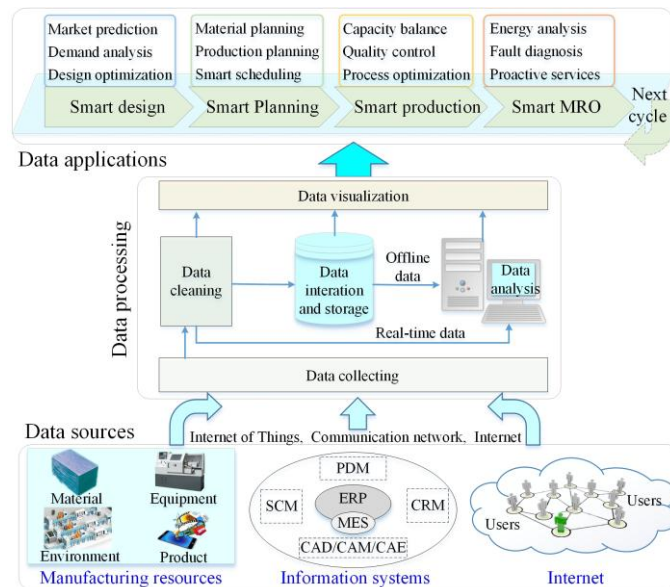 Market prediction
Demand analysis
Design optimization
Material planning
Production planning
Smart scheduling
Capacity balance
Quality control
Process optimization
Energy analysis
Fault diagnosis
Proactive services
Smart design
Smart Planning
Smart production
Smart MRO
Next
cycle
Data applications
Data processing
Data visualization
Data
cleaning
Data
interation
and storage
Offline
data
Data
analysis
Real-time data
Data collecting
Data sources
Internet of Things, Communication network, Internet
Material
Equipment
Environment
Product
Manufacturing resources
PDM
SCM
ERP
MES
CRM
CAD/CAM/CAE
Information systems
Users
Users
Internet